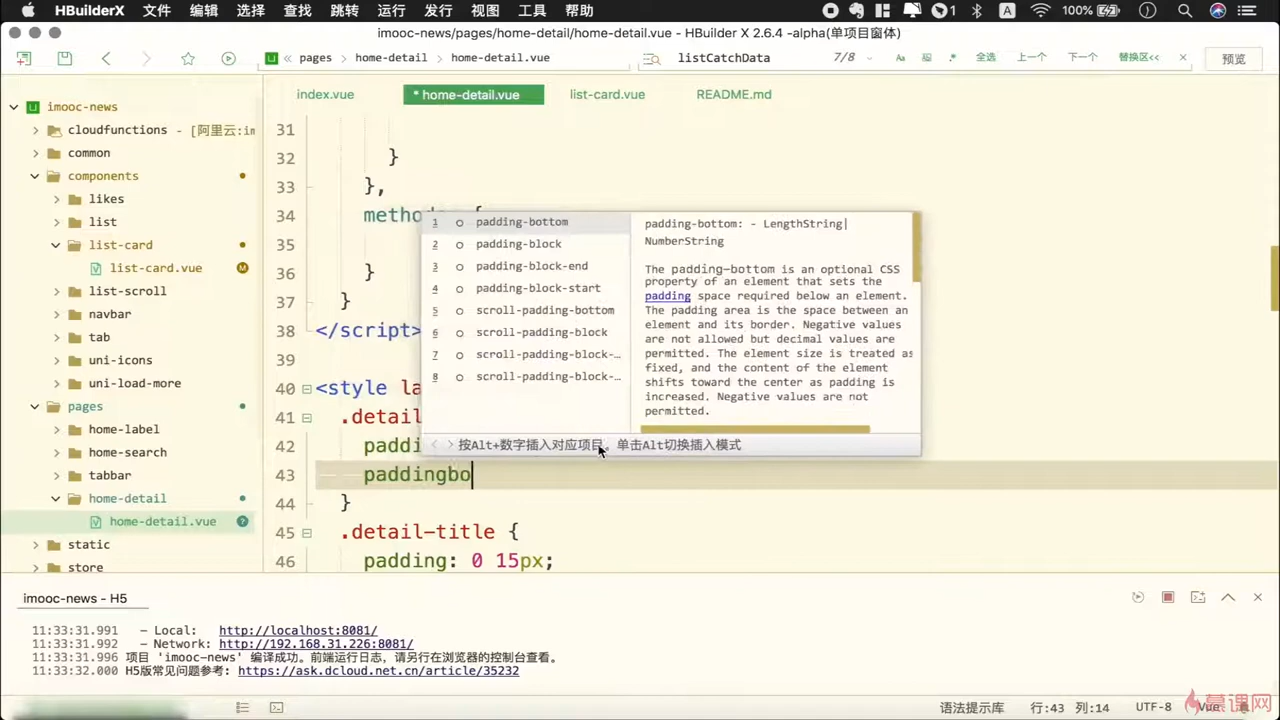 HBuilderX 文件 编辑 选择 查找 跳转 运行 发行 视图 工具 帮助 1 A 100%
imooc-news/pages/home-detail/home-detail.vue - HBuilder X 2.6.4 -alpha(单项目窗体)
U « pages > home-detail > home-detail.vue listCatchData 7/8 Aa .* 全选 上一个 下一个 替换区<< 预览
index.vue * home-detail.vue list-card.vue README.md
imooc-news
cloudfunctions - [阿里云:im
common
components
likes
list
list-card
list-card.vue M
list-scroll
navbar
tab
uni-icons
uni-load-more
pages
home-label
home-search
tabbar
home-detail
home-detail.vue ?
static
store
31
32 }
33 },
34 metho {
35
36 }
37 }
38 </script>
39
40 <style la
41 .detail
42 paddi
43 paddingbo
44 }
45 .detail-title {
46 padding: 0 15px;
1 padding-bottom
2 padding-block
3 padding-block-end
4 padding-block-start
5 scroll-padding-bottom
6 scroll-padding-block
7 scroll-padding-block-…
8 scroll-padding-block-…
padding-bottom: - LengthString|
NumberString
The padding-bottom is an optional CSS
property of an element that sets the
padding space required below an element.
The padding area is the space between an
element and its border. Negative values
are not allowed but decimal values are
permitted. The element size is treated as
fixed, and the content of the element
shifts toward the center as padding is
increased. Negative values are not
permitted.
按Alt+数字插入对应项目。单击Alt切换插入模式
imooc-news - H5
11:33:31.991 - Local: http://localhost:8081/
11:33:31.992 - Network: http://192.168.31.226:8081/
11:33:31.996 项目 'imooc-news' 编译成功。前端运行日志，请另行在浏览器的控制台查看。
11:33:32.000 H5版常见问题参考: https://ask.dcloud.net.cn/article/35232
语法提示库 行:43 列:14 UTF-8 Vue
慕课网